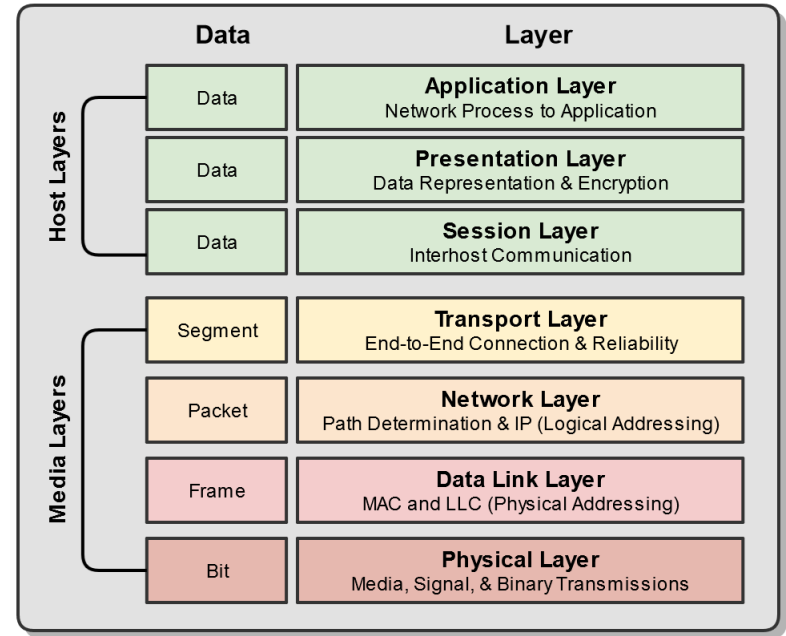 Data
Layer
Host Layers
Data
Application Layer
Network Process to Application
Data
Presentation Layer
Data Representation & Encryption
Data
Session Layer
Interhost Communication
Media Layers
Segment
Transport Layer
End-to-End Connection & Reliability
Packet
Network Layer
Path Determination & IP (Logical Addressing)
Frame
Data Link Layer
MAC and LLC (Physical Addressing)
Bit
Physical Layer
Media, Signal, & Binary Transmissions